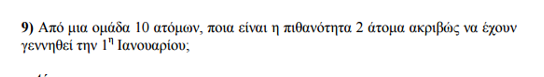 9) Από μια ομάδα 10 ατόμων, ποια είναι η πιθανότητα 2 άτομα ακριβώς να έχουν
γεννηθεί την 1η Ιανουαρίου;